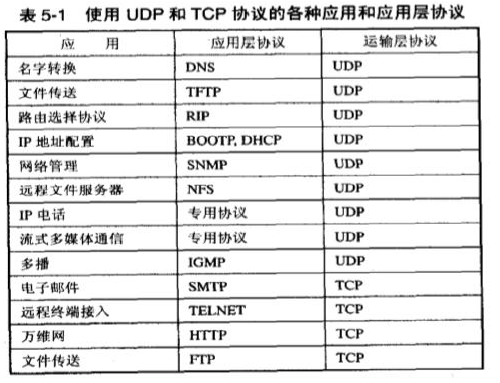 表 5-1 使用 UDP 和 TCP 协议的各种应用和应用层协议
应 用 应用层协议 运输层协议
名字转换 DNS UDP
文件传送 TFTP UDP
路由选择协议 RIP UDP
IP 地址配置 BOOTP, DHCP UDP
网络管理 SNMP UDP
远程文件服务器 NFS UDP
IP 电话 专用协议 UDP
流式多媒体通信 专用协议 UDP
多播 IGMP UDP
电子邮件 SMTP TCP
远程终端接入 TELNET TCP
万维网 HTTP TCP
文件传送 FTP TCP